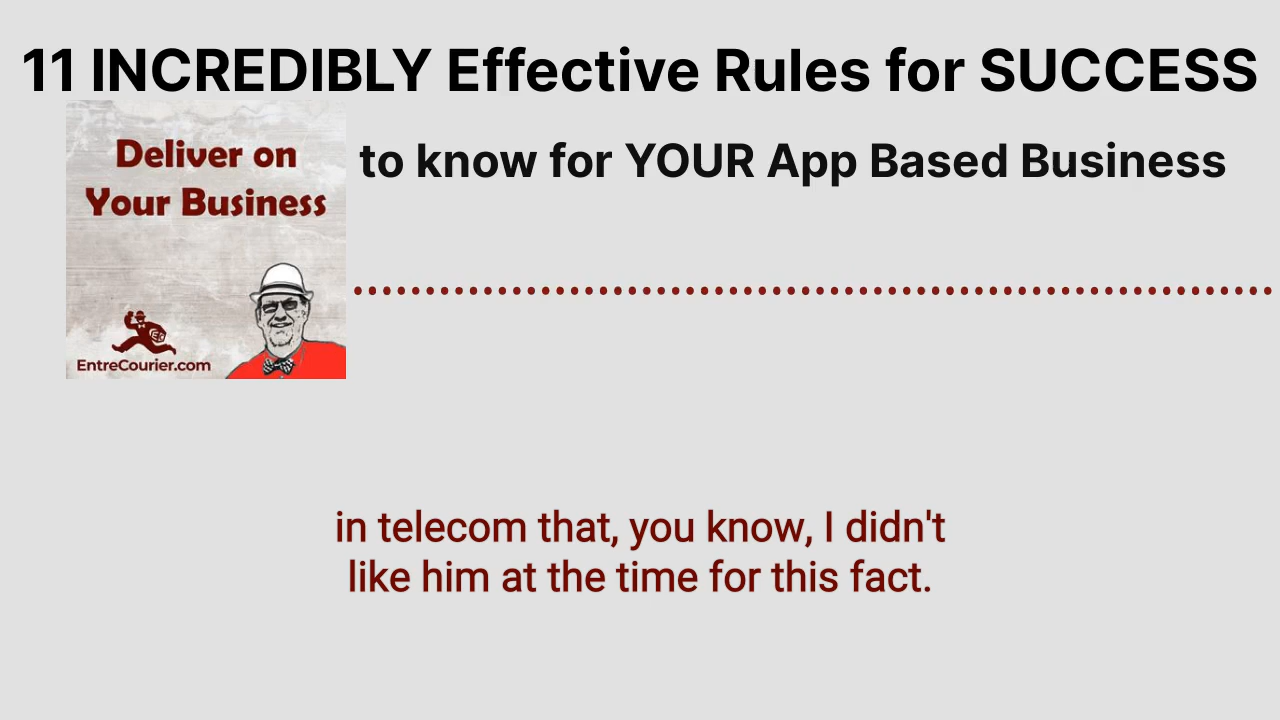 11 INCREDIBLY Effective Rules for SUCCESS
to know for YOUR App Based Business
Deliver on
Your Business
EntreCourier.com
in telecom that, you know, I didn't
like him at the time for this fact.